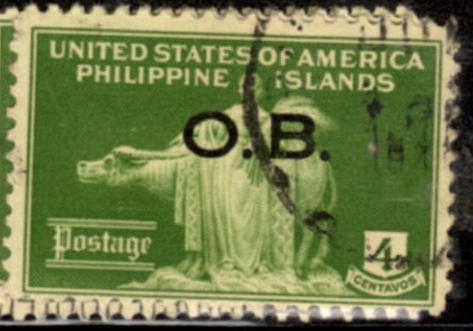 UNITED STATES OF AMERICA
PHILIPPINE ISLANDS
O.B.
Postage
4
CENTAVOS